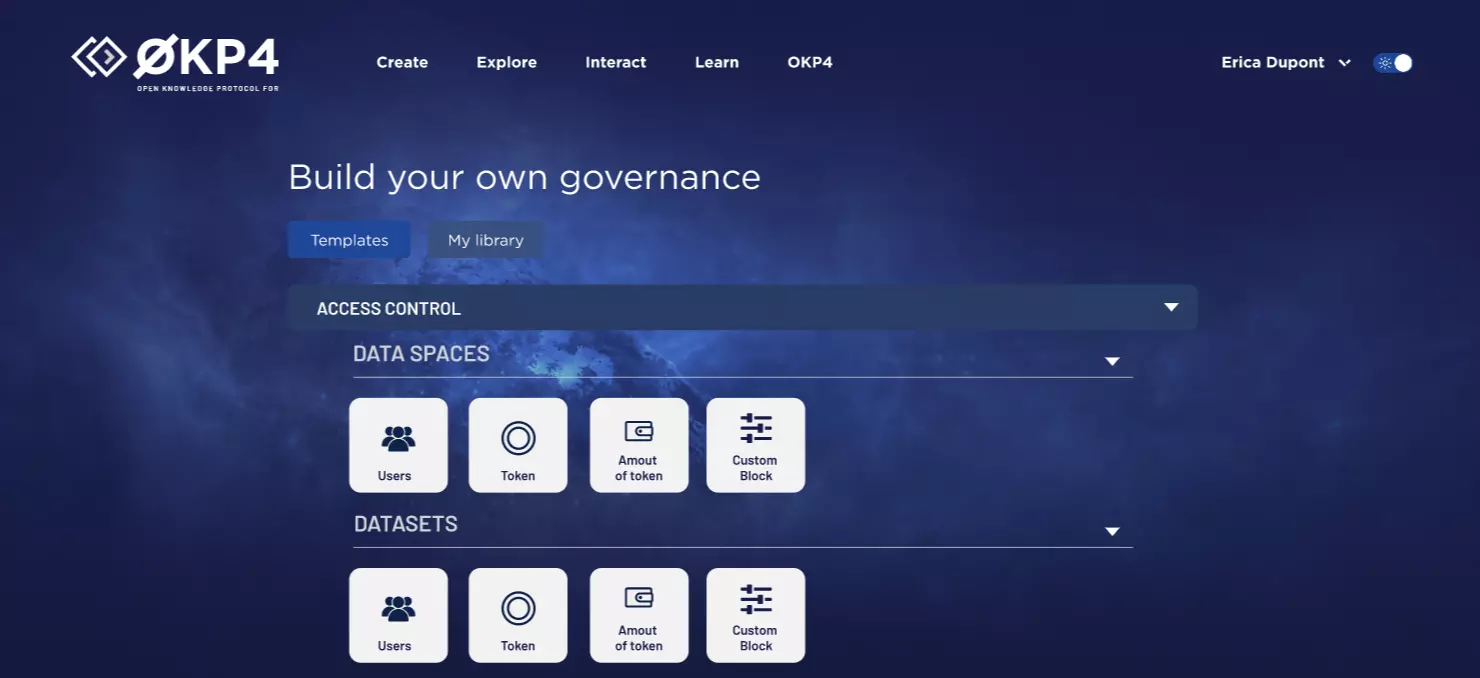 ØKP4
OPEN KNOWLEDGE PROTOCOL FOR
Create Explore Interact Learn OKP4
Erica Dupont
Build your own governance
Templates My library
ACCESS CONTROL
DATA SPACES
Users
Token
Amout
of token
Custom
Block
DATASETS
Users
Token
Amout
of token
Custom
Block